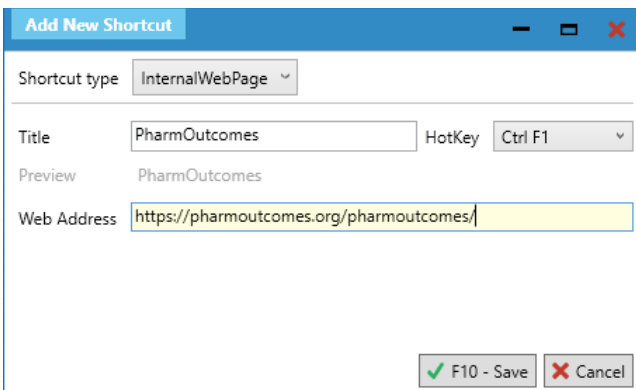 Add New Shortcut
Shortcut type InternalWebPage
Title PharmOutcomes HotKey Ctrl F1
Preview PharmOutcomes
Web Address https://pharmoutcomes.org/pharmoutcomes/
F10 - Save Cancel